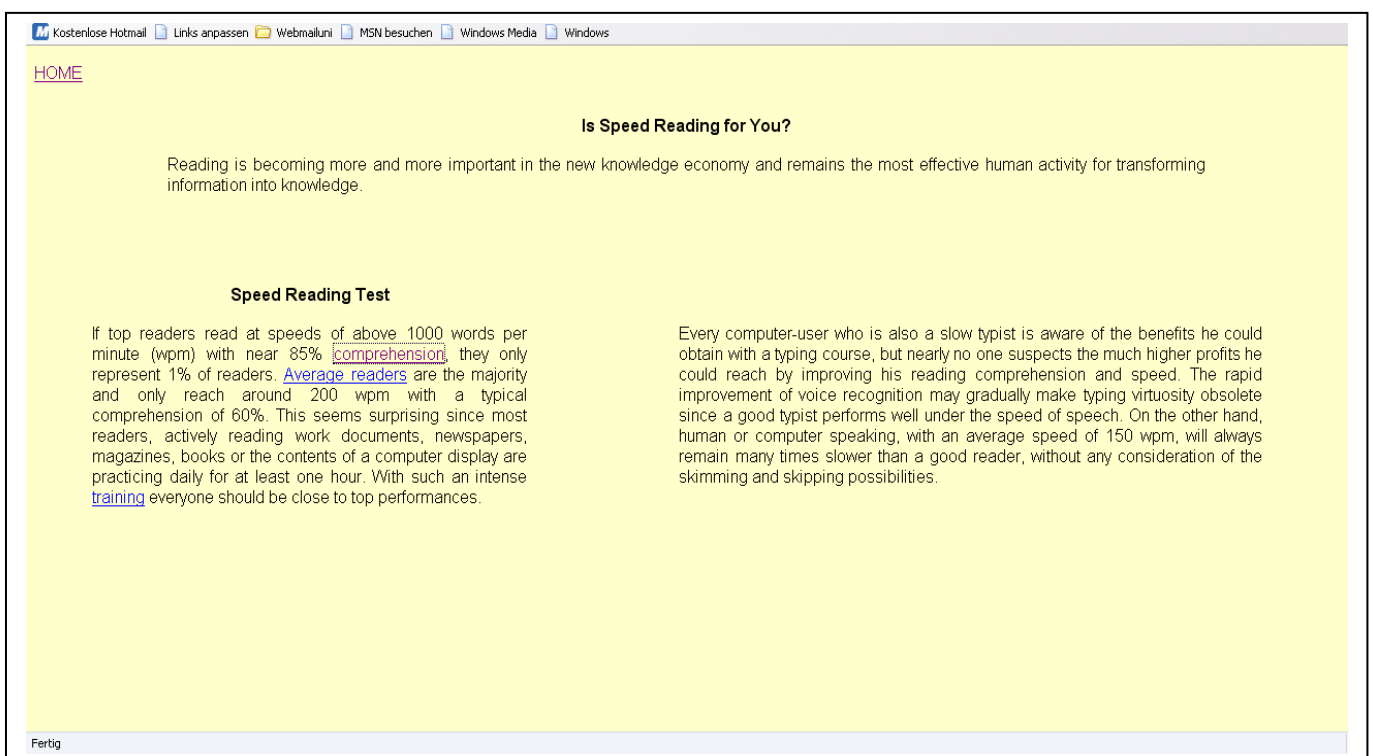 Kostenlose Hotmail Links anpassen Webmailuni MSN besuchen Windows Media Windows
HOME
Is Speed Reading for You?
Reading is becoming more and more important in the new knowledge economy and remains the most effective human activity for transforming
information into knowledge.
Speed Reading Test
If top readers read at speeds of above 1000 words per
minute (wpm) with near 85% comprehension, they only
represent 1% of readers. Average readers are the majority
and only reach around 200 wpm with a typical
comprehension of 60%. This seems surprising since most
readers, actively reading work documents, newspapers,
magazines, books or the contents of a computer display are
practicing daily for at least one hour. With such an intense
training everyone should be close to top performances.
Every computer-user who is also a slow typist is aware of the benefits he could
obtain with a typing course, but nearly no one suspects the much higher profits he
could reach by improving his reading comprehension and speed. The rapid
improvement of voice recognition may gradually make typing virtuosity obsolete
since a good typist performs well under the speed of speech. On the other hand,
human or computer speaking, with an average speed of 150 wpm, will always
remain many times slower than a good reader, without any consideration of the
skimming and skipping possibilities.
Fertig